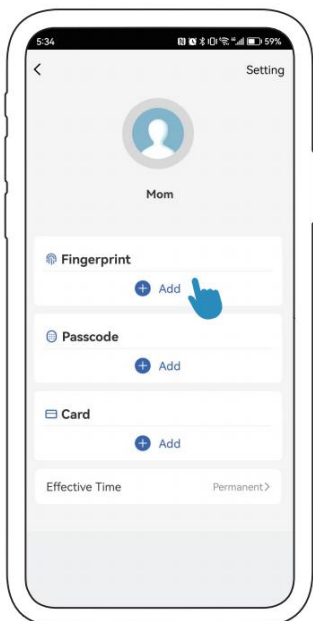 5:34 59%
Setting
Mom
Fingerprint
Add
Passcode
Add
Card
Add
Effective Time Permanent >